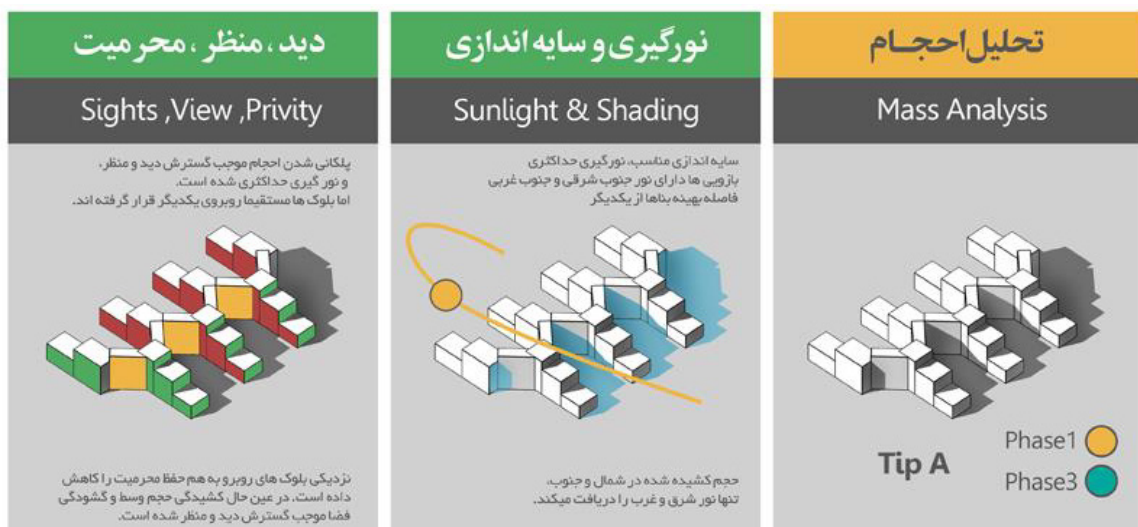 تحلیل احجام
Mass Analysis
Tip A
Phase1
Phase3
نورگیری و سایه اندازی
Sunlight & Shading
سایه اندازی مناسب، نورگیری حداکثری
بازویی ها دارای نور جنوب شرقی و جنوب غربی
فاصله بهینه بناها از یکدیگر
حجم کشیده شده در شمال و جنوب،
تنها نور شرق و غرب را دریافت میکند.
دید، منظر، محرمیت
Sights ,View ,Privity
پلکانی شدن احجام موجب گسترش دید و منظر،
و نور گیری حداکثری شده است.
اما بلوک ها مستقیما روبروی یکدیگر قرار گرفته اند.
نزدیکی بلوک های روبرو به هم حفظ محرمیت را کاهش
داده است. در عین حال کشیدگی حجم وسط و گشودگی
فضا موجب گسترش دید و منظر شده است.